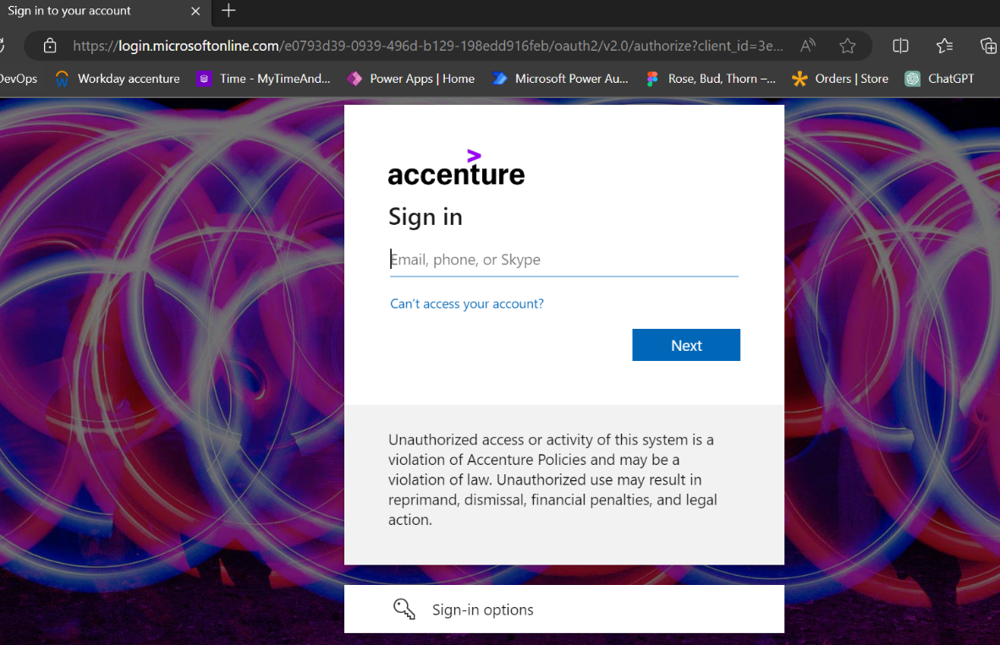 Sign in to your account
https://login.microsoftonline.com/e0793d39-0939-496d-b129-198edd916feb/oauth2/v2.0/authorize?client_id=3e...
DevOps Workday accenture Time - MyTimeAnd... Power Apps | Home Microsoft Power Au... Rose, Bud, Thorn –... Orders | Store ChatGPT
accenture
Sign in
Email, phone, or Skype
Can't access your account?
Next
Unauthorized access or activity of this system is a
violation of Accenture Policies and may be a
violation of law. Unauthorized use may result in
reprimand, dismissal, financial penalties, and legal
action.
Sign-in options